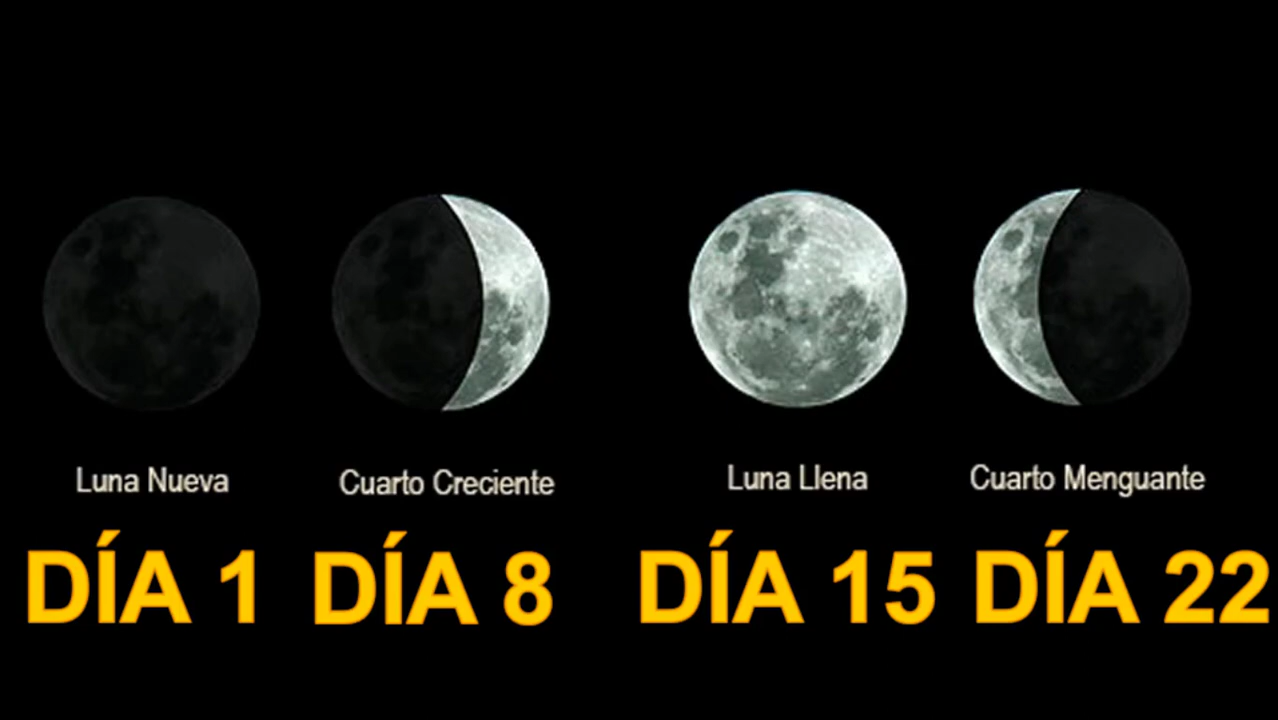 Luna Nueva
Cuarto Creciente
Luna Llena
Cuarto Menguante
DÍA 1
DÍA 8
DÍA 15
DÍA 22